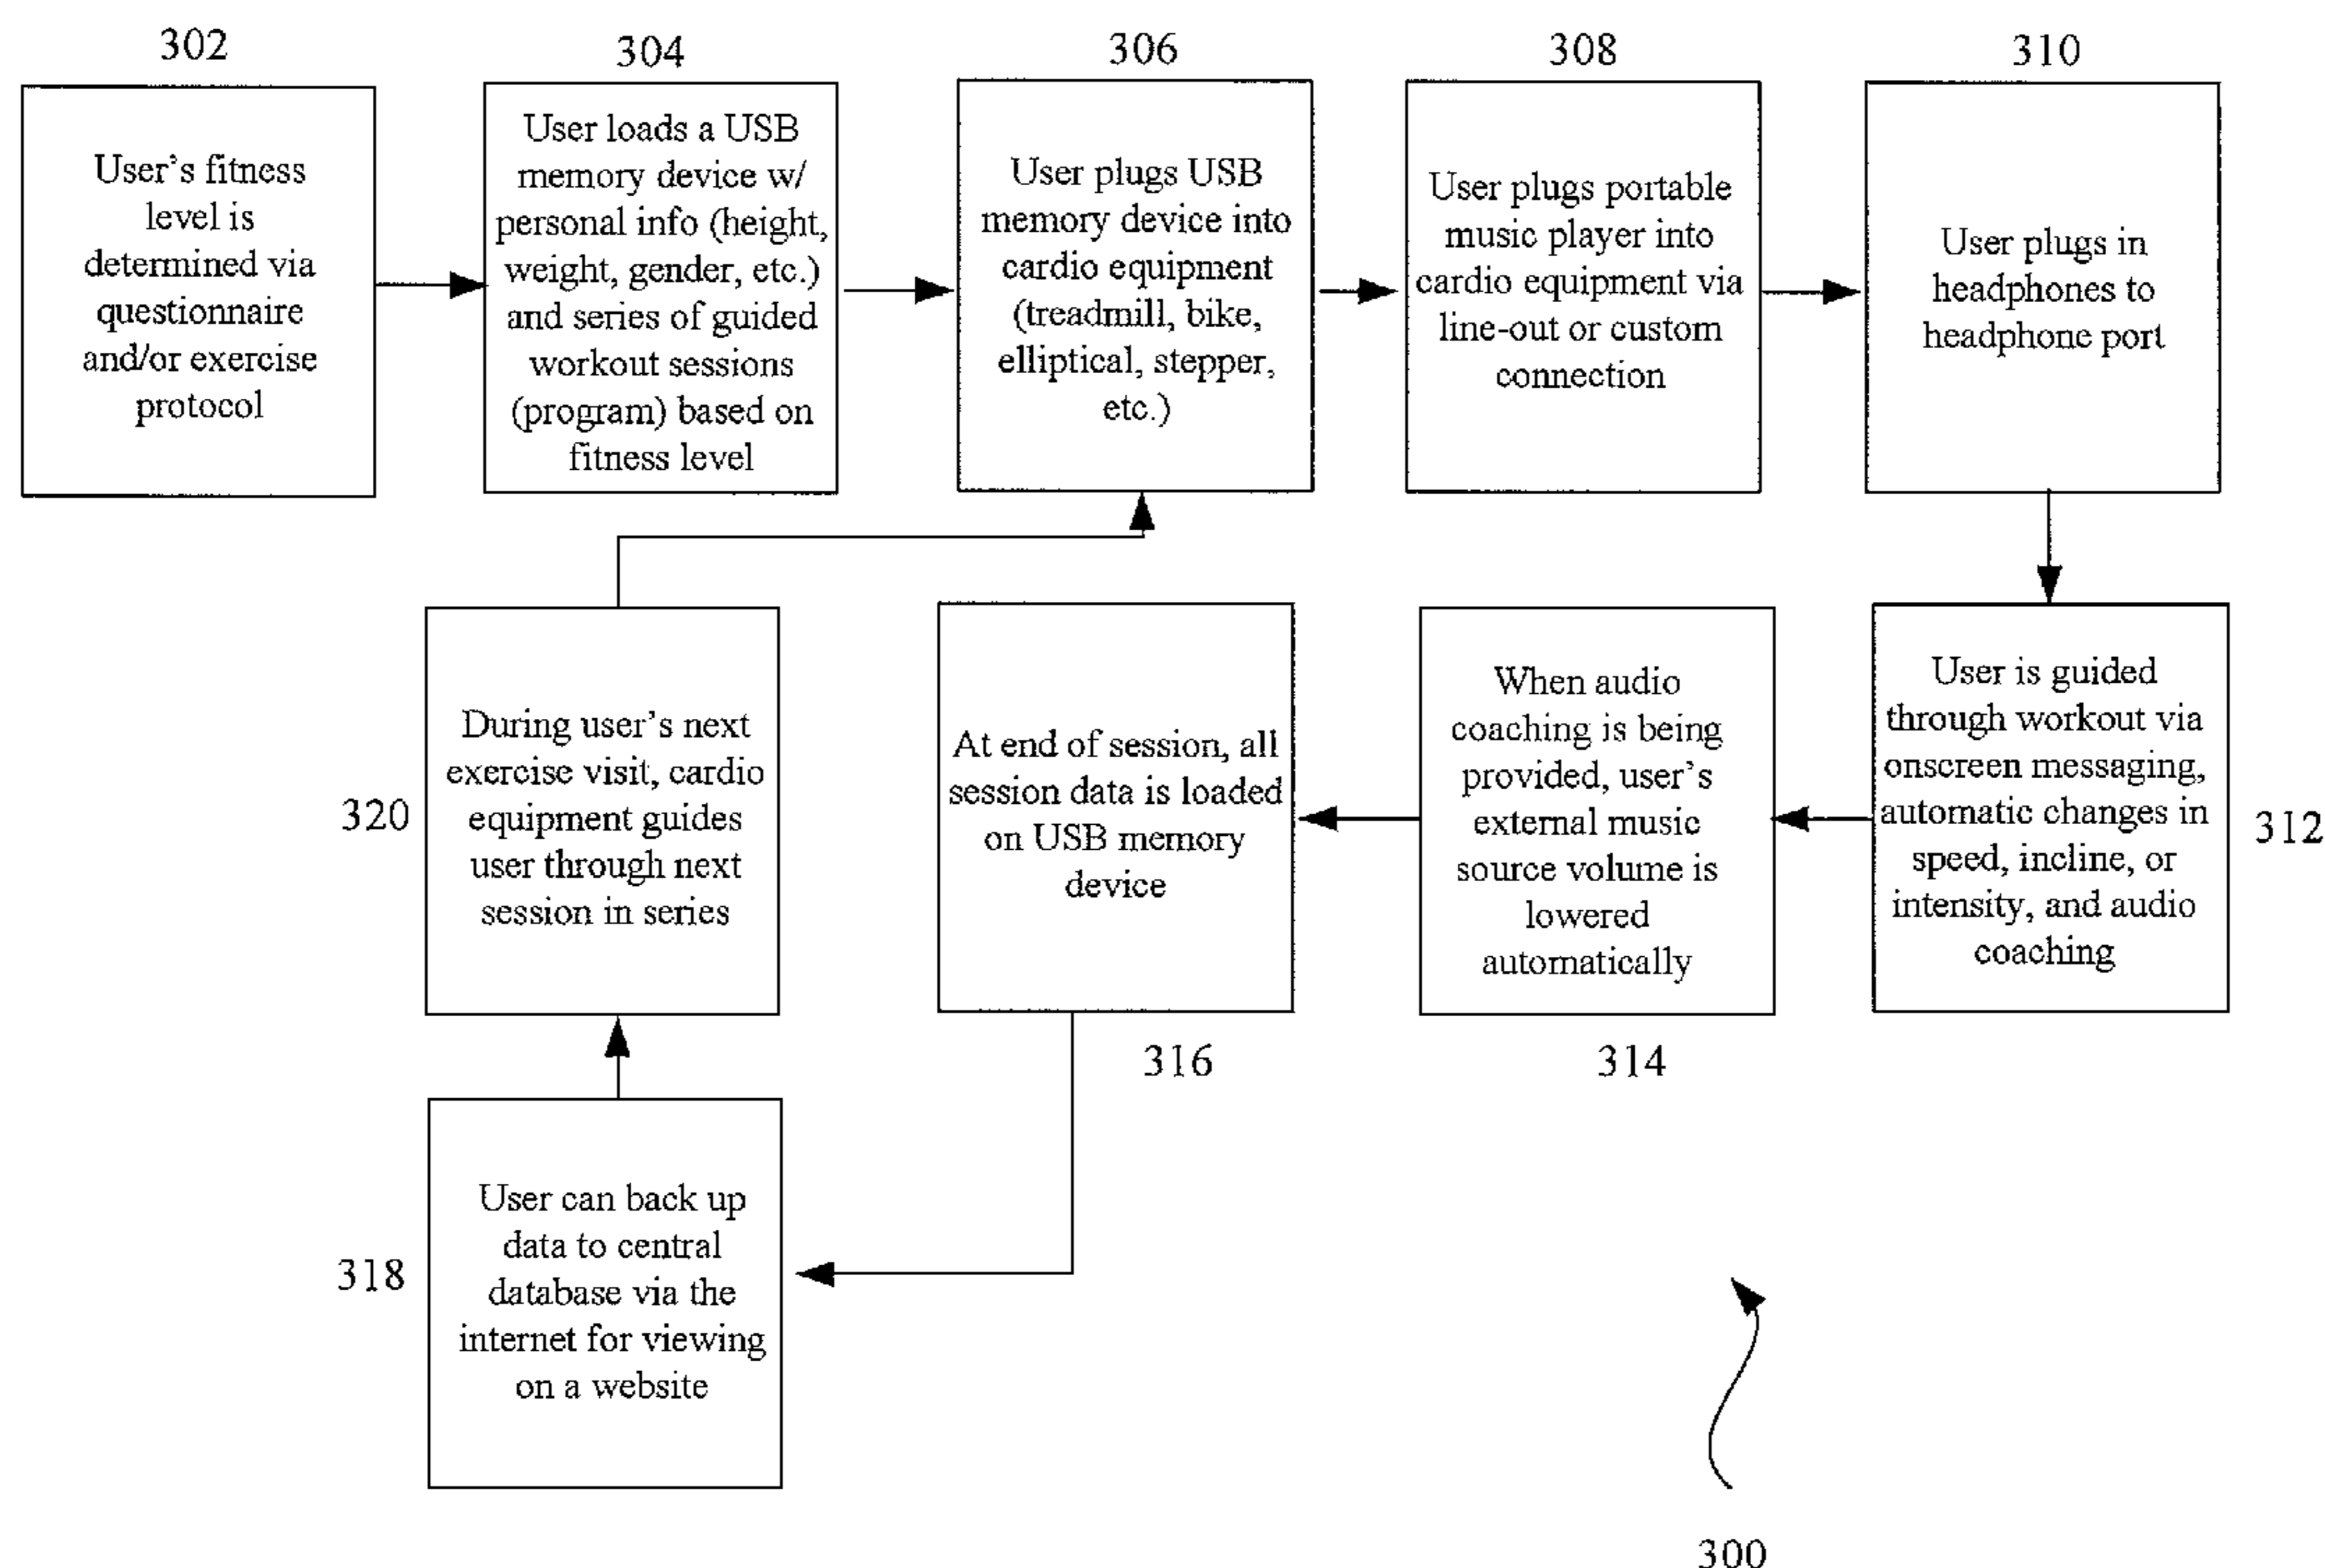 302
User's fitness
level is
determined via
questionnaire
and/or exercise
protocol
304
User loads a USB
memory device w/
personal info (height,
weight, gender, etc.)
and series of guided
workout sessions
(program) based on
fitness level
306
User plugs USB
memory device into
cardio equipment
(treadmill, bike,
elliptical, stepper,
etc.)
308
User plugs portable
music player into
cardio equipment via
line-out or custom
connection
310
User plugs in
headphones to
headphone port
312
User is guided
through workout via
onscreen messaging,
automatic changes in
speed, incline, or
intensity, and audio
coaching
314
When audio
coaching is being
provided, user's
external music
source volume is
lowered
automatically
316
At end of session, all
session data is loaded
on USB memory
device
318
User can back up
data to central
database via the
internet for viewing
on a website
320
During user's next
exercise visit, cardio
equipment guides
user through next
session in series
300